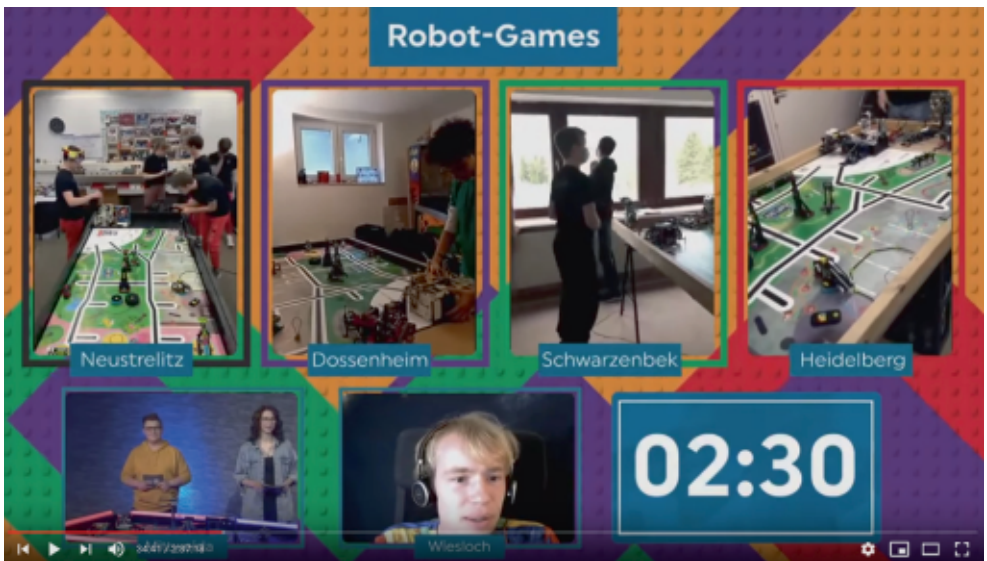 Robot-Games
Neustrelitz
Dossenheim
Schwarzenbek
Heidelberg
02:30
Wiesloch